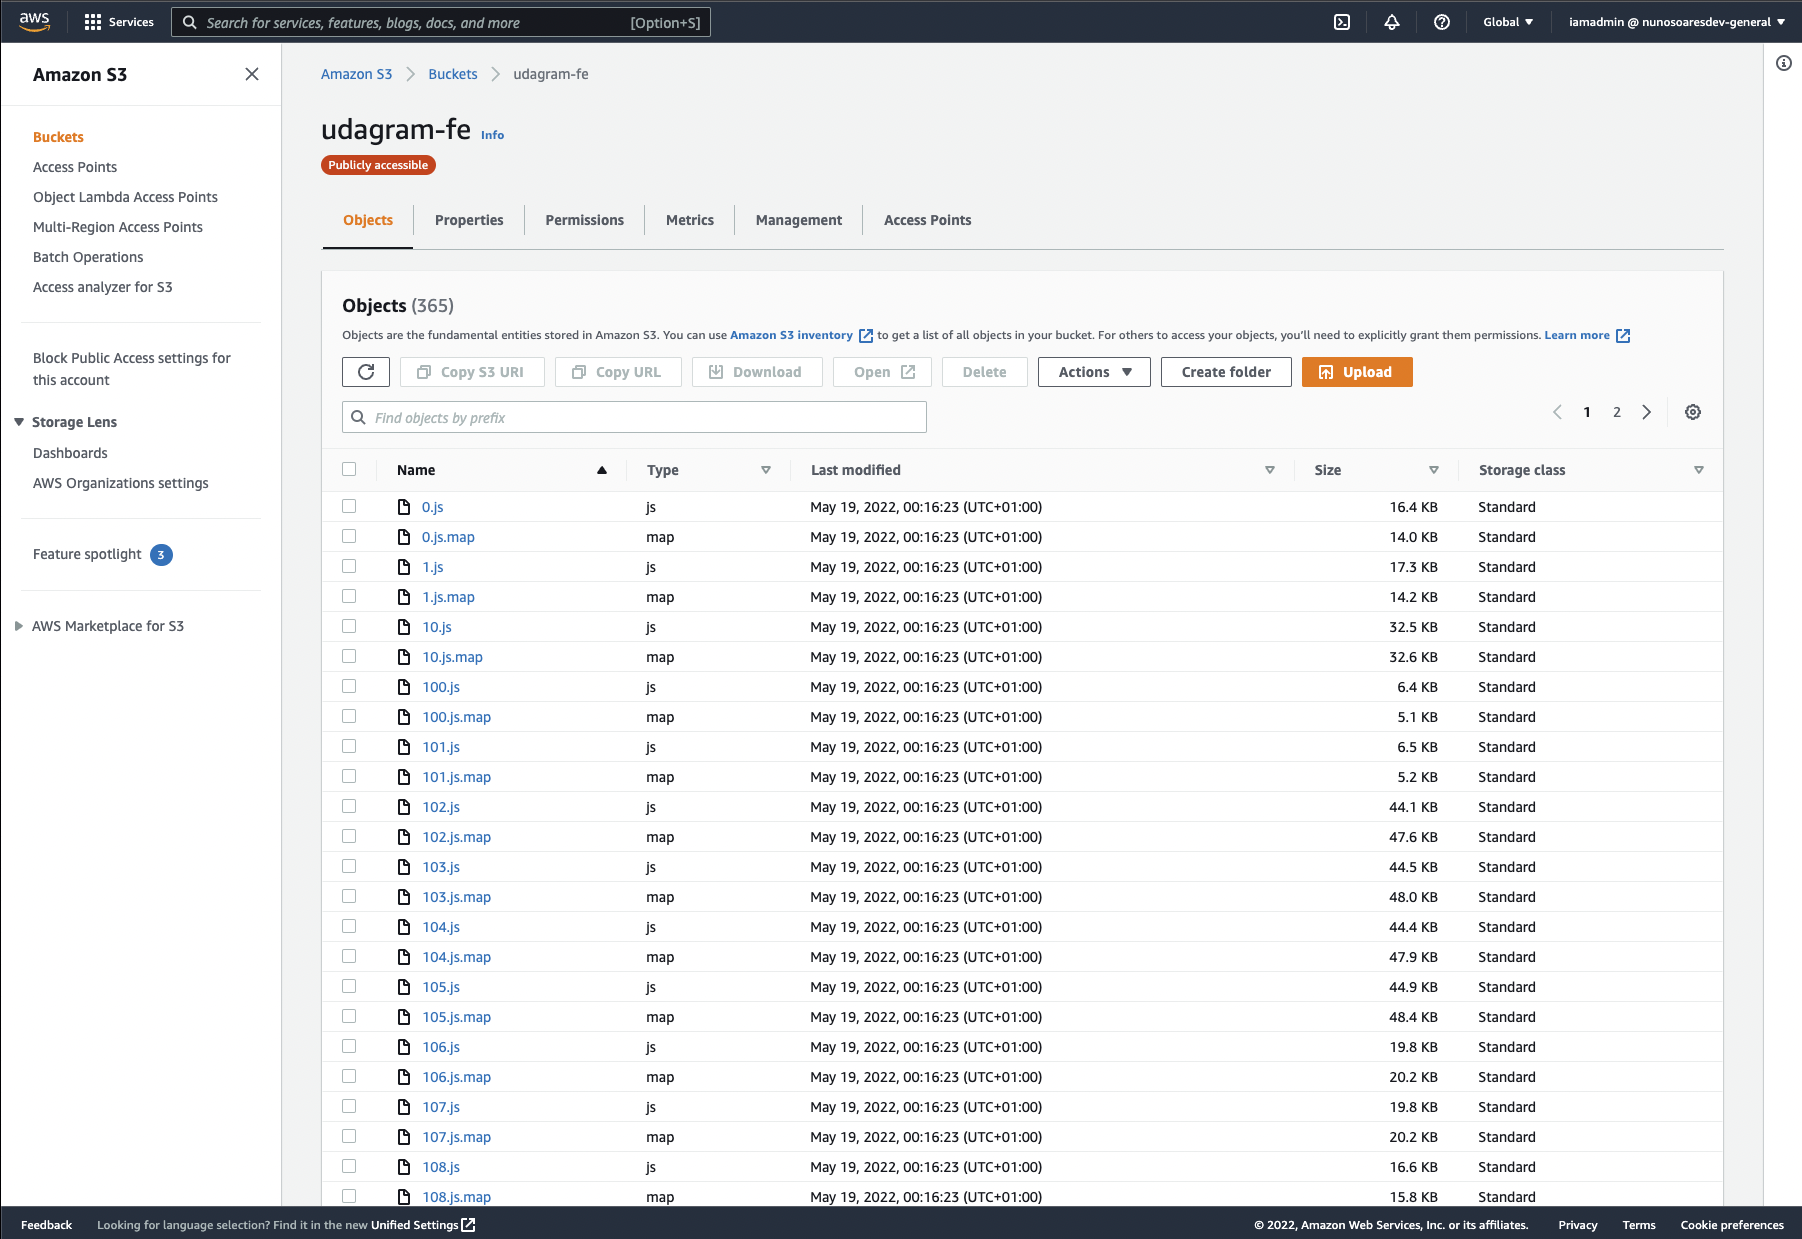 aws Services Search for services, features, blogs, docs, and more [Option+S] Global iamadmin @ nunosoaresdev-general
Amazon S3
Buckets
Access Points
Object Lambda Access Points
Multi-Region Access Points
Batch Operations
Access analyzer for S3
Block Public Access settings for
this account
Storage Lens
Dashboards
AWS Organizations settings
Feature spotlight 3
AWS Marketplace for S3
Amazon S3 Buckets udagram-fe
udagram-fe Info
Publicly accessible
Objects Properties Permissions Metrics Management Access Points
Objects (365)
Objects are the fundamental entities stored in Amazon S3. You can use Amazon S3 inventory to get a list of all objects in your bucket. For others to access your objects, you'll need to explicitly grant them permissions. Learn more
Copy S3 URI Copy URL Download Open Delete Actions Create folder Upload
Find objects by prefix 1 2
Name Type Last modified Size Storage class
0.js js May 19, 2022, 00:16:23 (UTC+01:00) 16.4 KB Standard
0.js.map map May 19, 2022, 00:16:23 (UTC+01:00) 14.0 KB Standard
1.js js May 19, 2022, 00:16:23 (UTC+01:00) 17.3 KB Standard
1.js.map map May 19, 2022, 00:16:23 (UTC+01:00) 14.2 KB Standard
10.js js May 19, 2022, 00:16:23 (UTC+01:00) 32.5 KB Standard
10.js.map map May 19, 2022, 00:16:23 (UTC+01:00) 32.6 KB Standard
100.js js May 19, 2022, 00:16:23 (UTC+01:00) 6.4 KB Standard
100.js.map map May 19, 2022, 00:16:23 (UTC+01:00) 5.1 KB Standard
101.js js May 19, 2022, 00:16:23 (UTC+01:00) 6.5 KB Standard
101.js.map map May 19, 2022, 00:16:23 (UTC+01:00) 5.2 KB Standard
102.js js May 19, 2022, 00:16:23 (UTC+01:00) 44.1 KB Standard
102.js.map map May 19, 2022, 00:16:23 (UTC+01:00) 47.6 KB Standard
103.js js May 19, 2022, 00:16:23 (UTC+01:00) 44.5 KB Standard
103.js.map map May 19, 2022, 00:16:23 (UTC+01:00) 48.0 KB Standard
104.js js May 19, 2022, 00:16:23 (UTC+01:00) 44.4 KB Standard
104.js.map map May 19, 2022, 00:16:23 (UTC+01:00) 47.9 KB Standard
105.js js May 19, 2022, 00:16:23 (UTC+01:00) 44.9 KB Standard
105.js.map map May 19, 2022, 00:16:23 (UTC+01:00) 48.4 KB Standard
106.js js May 19, 2022, 00:16:23 (UTC+01:00) 19.8 KB Standard
106.js.map map May 19, 2022, 00:16:23 (UTC+01:00) 20.2 KB Standard
107.js js May 19, 2022, 00:16:23 (UTC+01:00) 19.8 KB Standard
107.js.map map May 19, 2022, 00:16:23 (UTC+01:00) 20.2 KB Standard
108.js js May 19, 2022, 00:16:23 (UTC+01:00) 16.6 KB Standard
108.js.map map May 19, 2022, 00:16:23 (UTC+01:00) 15.8 KB Standard
Feedback Looking for language selection? Find it in the new Unified Settings © 2022, Amazon Web Services, Inc. or its affiliates. Privacy Terms Cookie preferences